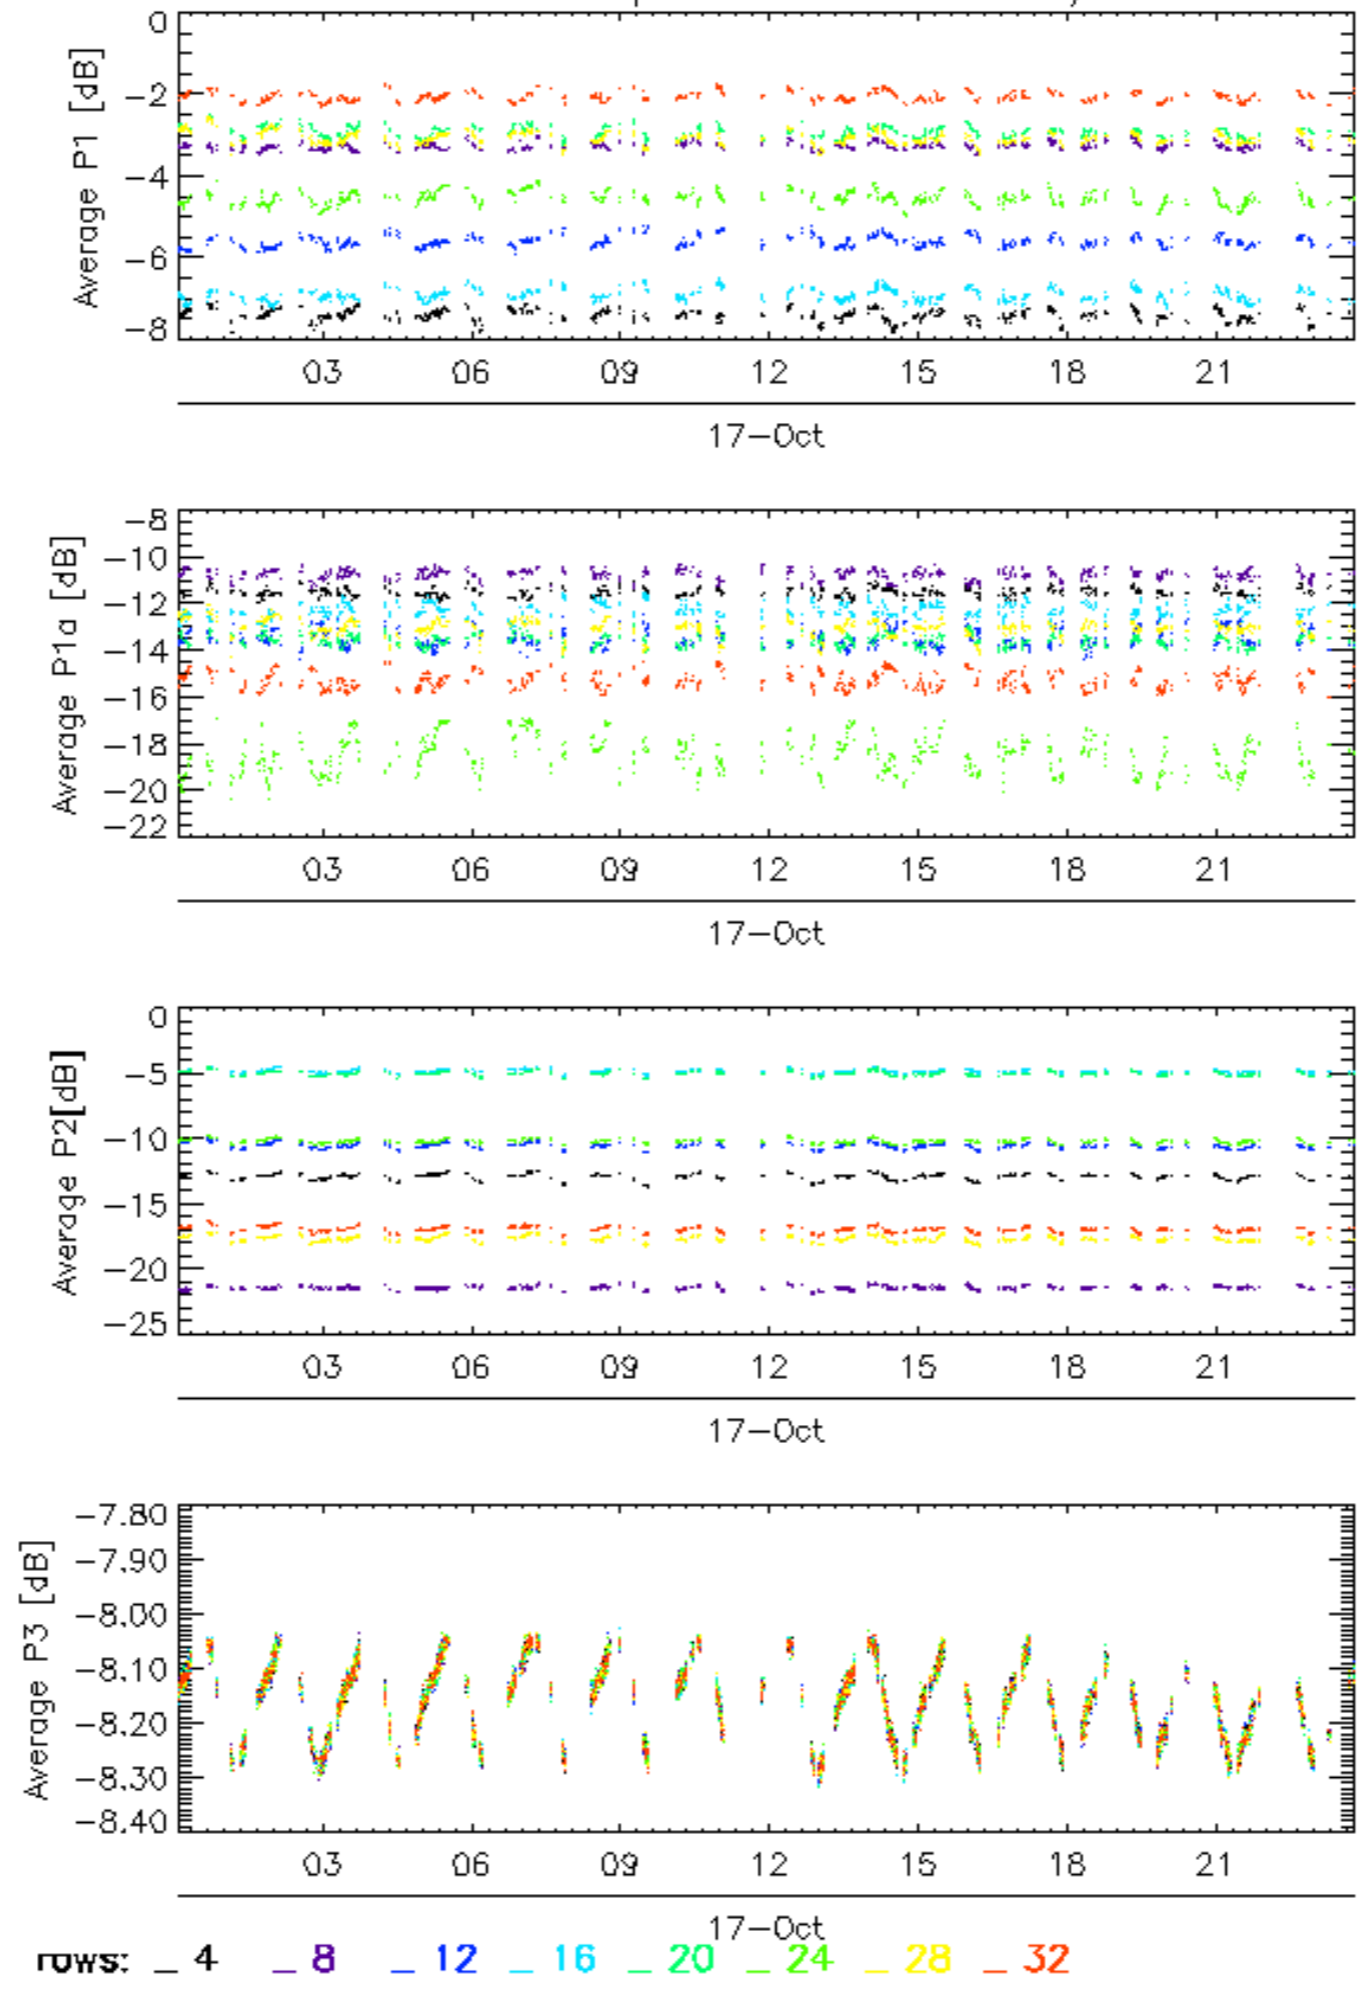 0
-2
-4
-6
-8
Average P1 [dB]
03 06 09 12 15 18 21
17-Oct
-8
-10
-12
-14
-16
-18
-20
-22
Average P1a [dB]
03 06 09 12 15 18 21
17-Oct
0
-5
-10
-15
-20
-25
Average P2[dB]
03 06 09 12 15 18 21
17-Oct
-7.80
-7.90
-8.00
-8.10
-8.20
-8.30
-8.40
Average P3 [dB]
03 06 09 12 15 18 21
17-Oct
rows: _ 4 _ 8 _ 12 _ 16 _ 20 _ 24 _ 28 _ 32